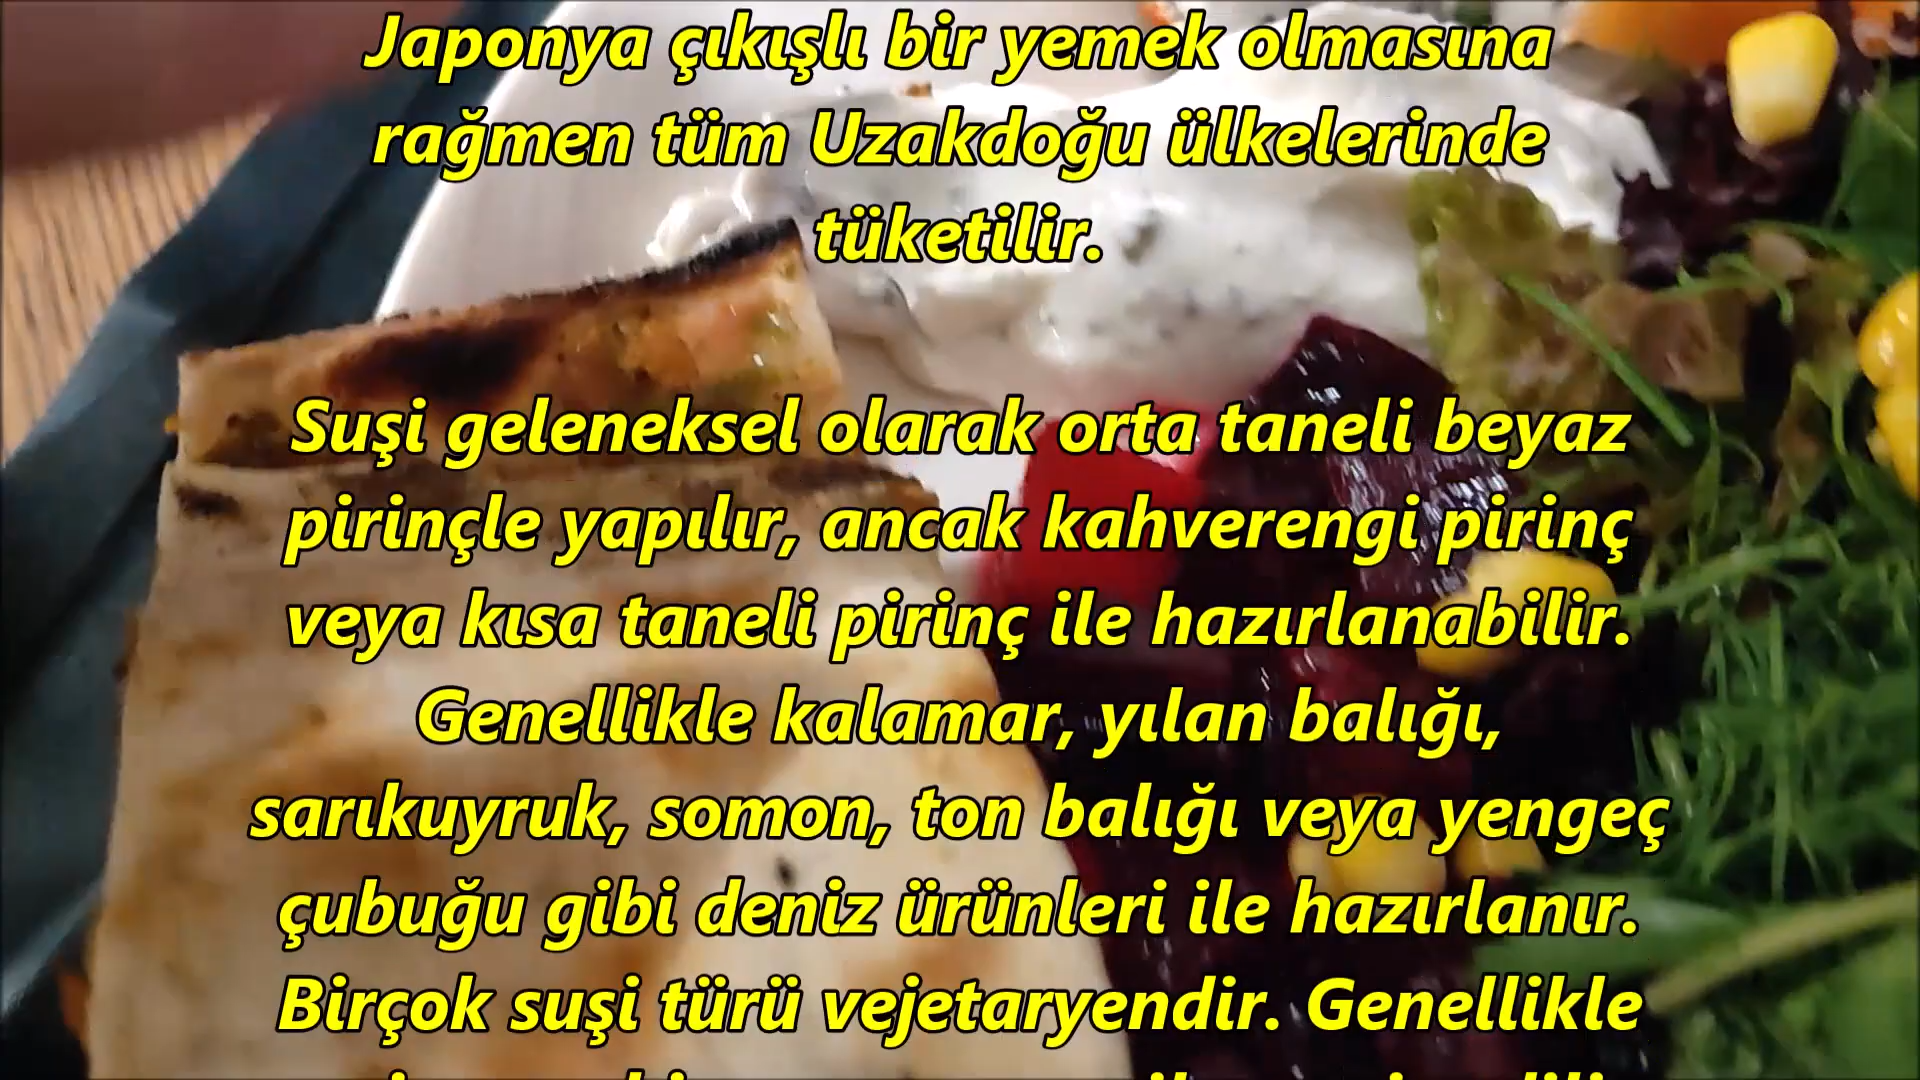 Japonya çıkışlı bir yemek olmasına
rağmen tüm Uzakdoğu ülkelerinde
tüketilir.
Suşi geleneksel olarak orta taneli beyaz
pirinçle yapılır, ancak kahverengi pirinç
veya kısa taneli pirinç ile hazırlanabilir.
Genellikle kalamar, yılan balığı,
sarıkuyruk, somon, ton balığı veya yengeç
çubuğu gibi deniz ürünleri ile hazırlanır.
Birçok suşi türü vejetaryendir. Genellikle